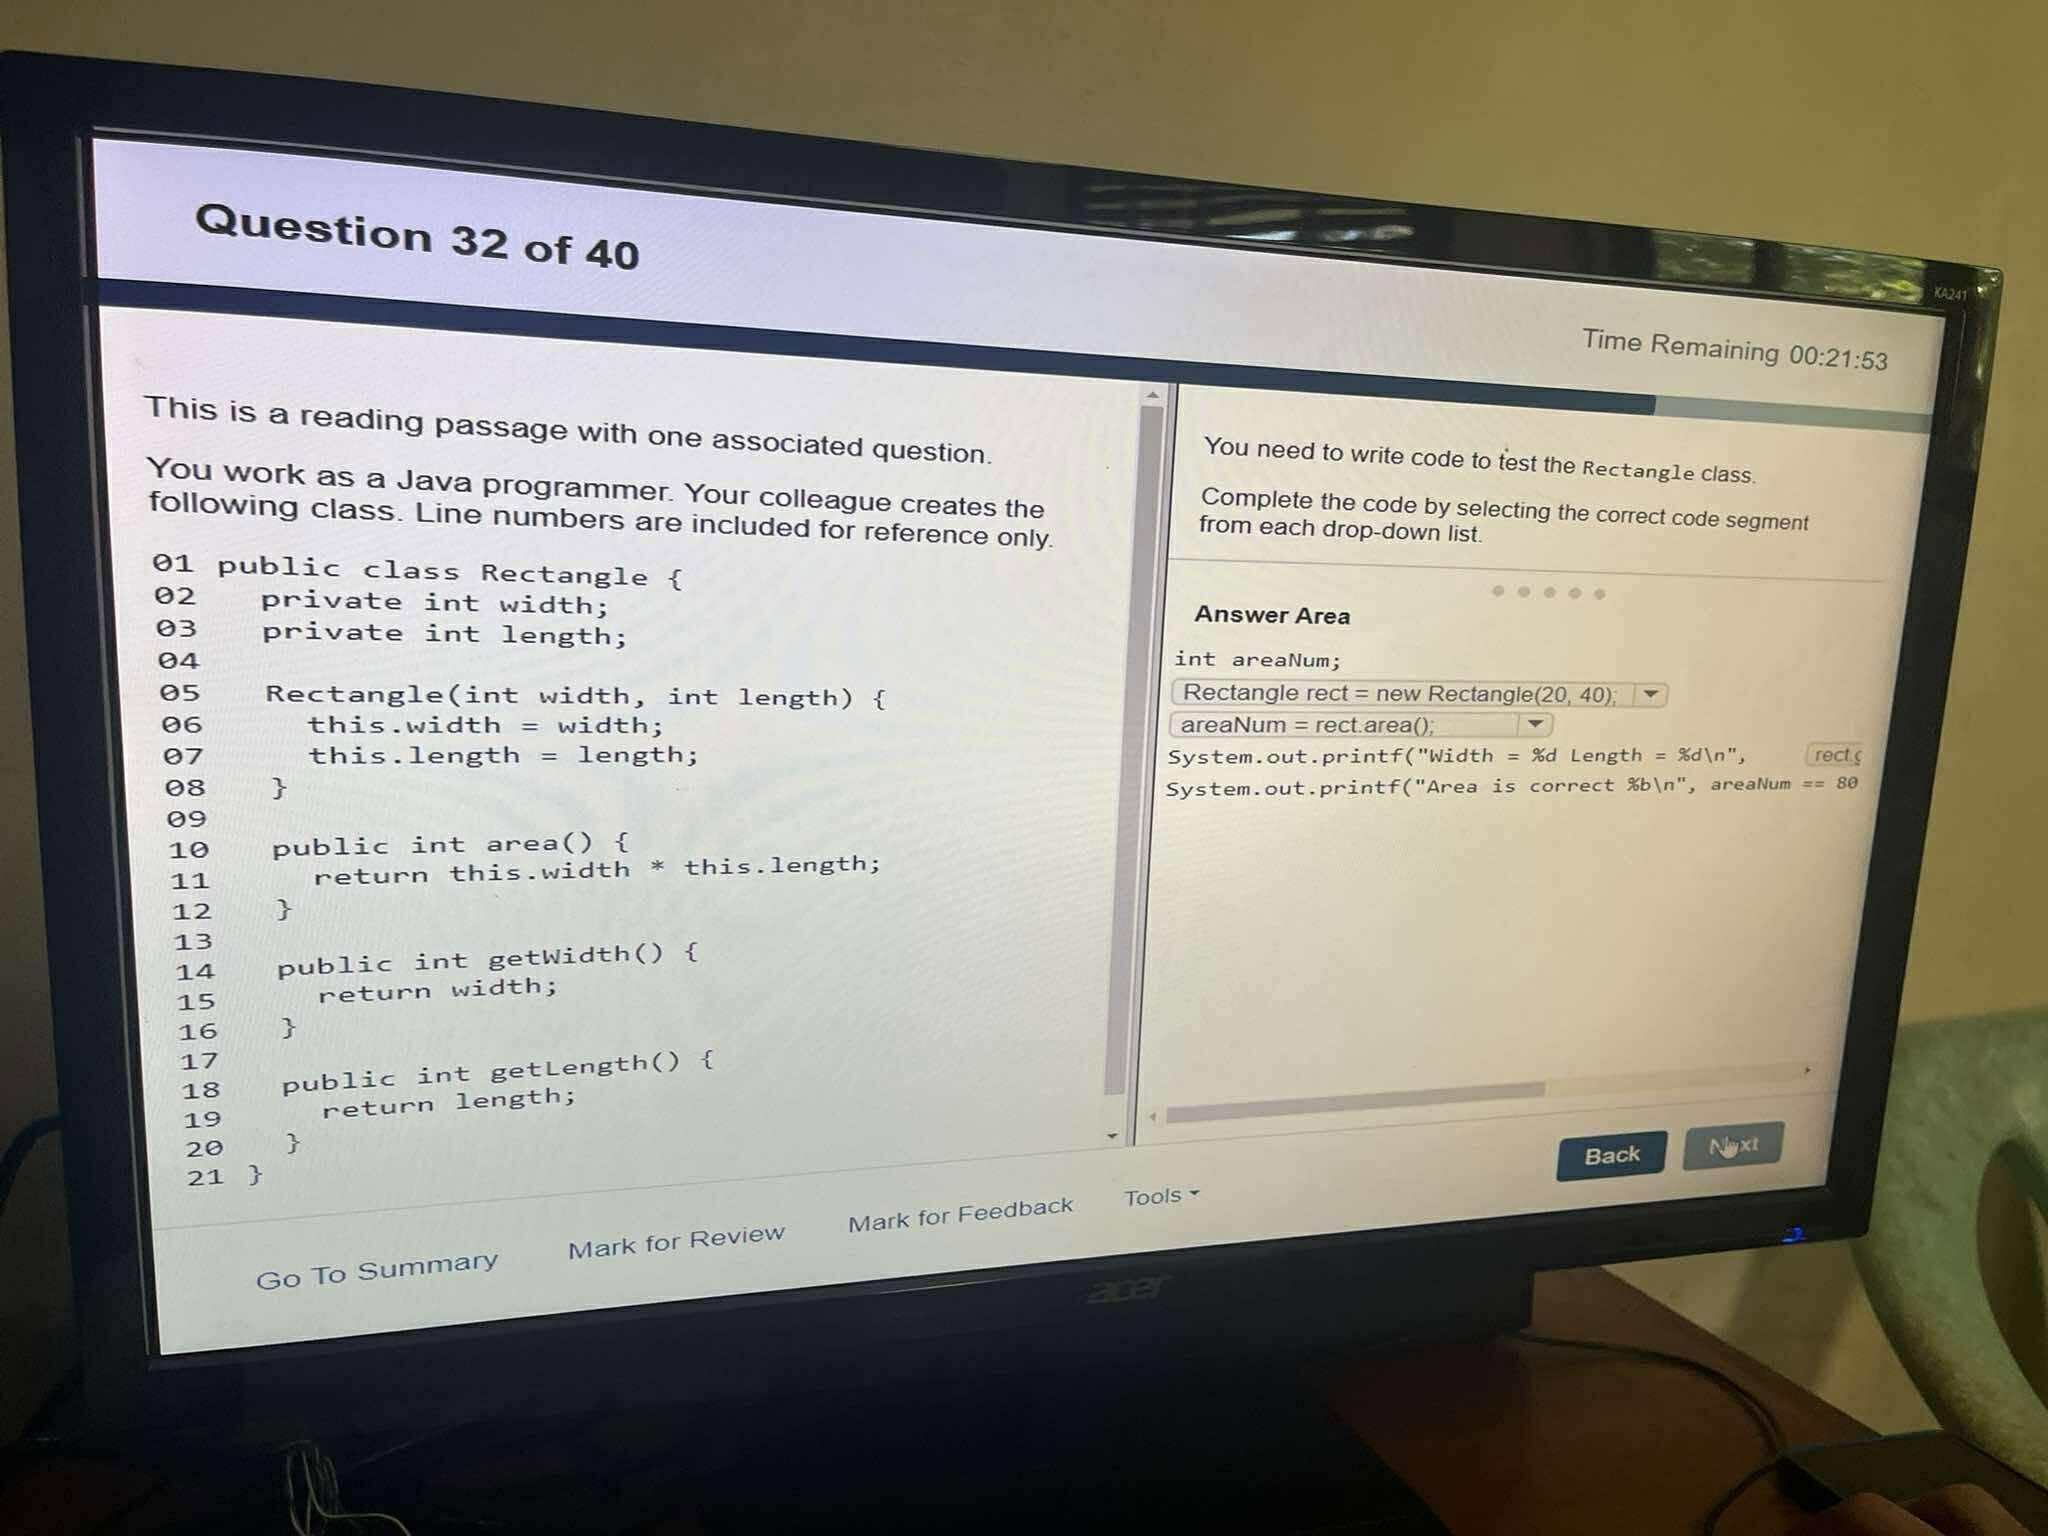 KA241
Question 32 of 40
Time Remaining 00:21:53
This is a reading passage with one associated question.
You work as a Java programmer. Your colleague creates the
following class. Line numbers are included for reference only.
01 public class Rectangle {
02 private int width;
03 private int length;
04
05 Rectangle(int width, int length) {
06 this.width = width;
07 this.length = length;
08 }
09
10 public int area() {
11 return this.width * this.length;
12 }
13
14 public int getWidth() {
15 return width;
16 }
17
18 public int getLength() {
19 return length;
20 }
21 }
You need to write code to test the Rectangle class.
Complete the code by selecting the correct code segment
from each drop-down list.
Answer Area
int areaNum;
Rectangle rect = new Rectangle(20, 40);
areaNum = rect.area();
System.out.printf("Width = %d Length = %d\n", rect.g
System.out.printf("Area is correct %b\n", areaNum == 80
Back
Next
Go To Summary
Mark for Review
Mark for Feedback
Tools
acer